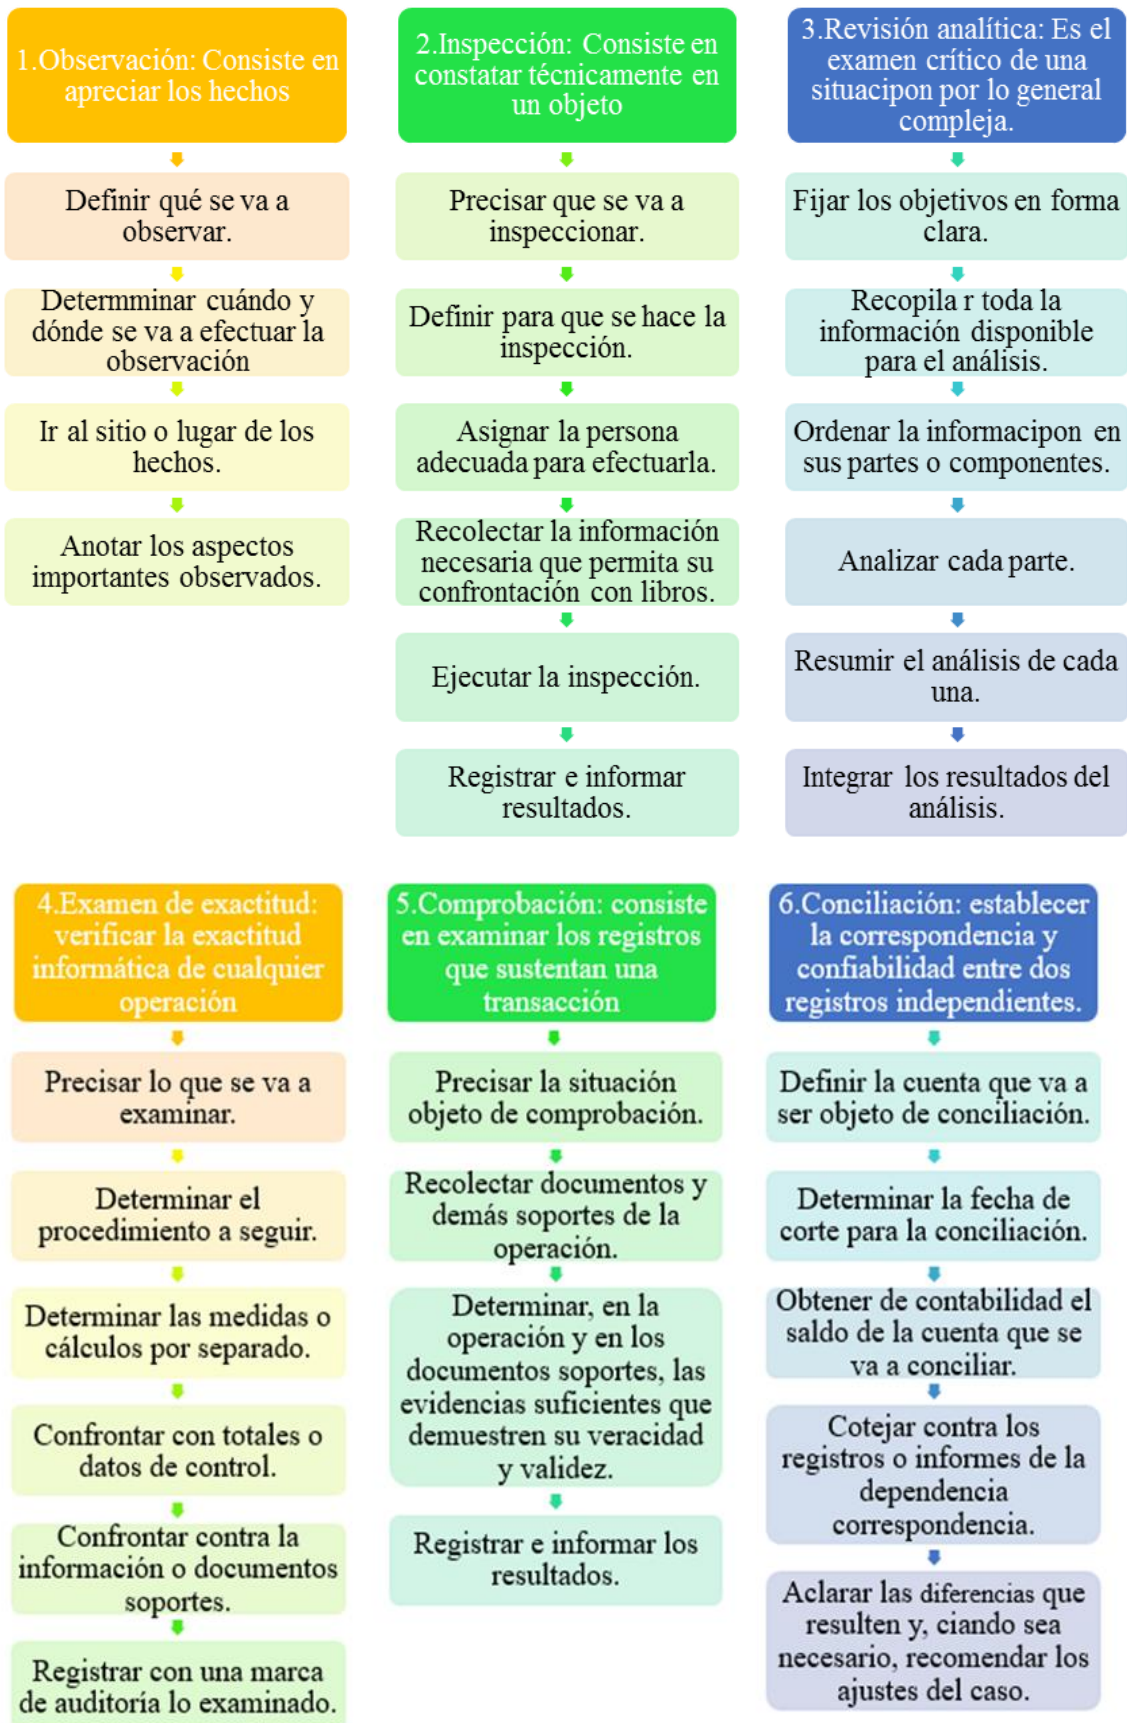 1.Observación: Consiste en
apreciar los hechos
Definir qué se va a
observar.
Determminar cuándo y
dónde se va a efectuar la
observación
Ir al sitio o lugar de los
hechos.
Anotar los aspectos
importantes observados.
2.Inspección: Consiste en
constatar técnicamente en
un objeto
Precisar que se va a
inspeccionar.
Definir para que se hace la
inspección.
Asignar la persona
adecuada para efectuarla.
Recolectar la información
necesaria que permita su
confrontación con libros.
Ejecutar la inspección.
Registrar e informar
resultados.
3.Revisión analítica: Es el
examen crítico de una
situacipon por lo general
compleja.
Fijar los objetivos en forma
clara.
Recopila r toda la
información disponible
para el análisis.
Ordenar la informacipon en
sus partes o componentes.
Analizar cada parte.
Resumir el análisis de cada
una.
Integrar los resultados del
análisis.
4.Examen de exactitud:
verificar la exactitud
informática de cualquier
operación
Precisar lo que se va a
examinar.
Determinar el
procedimiento a seguir.
Determinar las medidas o
cálculos por separado.
Confrontar con totales o
datos de control.
Confrontar contra la
información o documentos
soportes.
Registrar con una marca
de auditoría lo examinado.
5.Comprobación: consiste
en examinar los registros
que sustentan una
transacción
Precisar la situación
objeto de comprobación.
Recolectar documentos y
demás soportes de la
operación.
Determinar, en la
operación y en los
documentos soportes, las
evidencias suficientes que
demuestren su veracidad
y validez.
Registrar e informar los
resultados.
6.Conciliación: establecer
la correspondencia y
confiabilidad entre dos
registros independientes.
Definir la cuenta que va a
ser objeto de conciliación.
Determinar la fecha de
corte para la conciliación.
Obtener de contabilidad el
saldo de la cuenta que se
va a conciliar.
Cotejar contra los
registros o informes de la
dependencia
correspondencia.
Aclarar las diferencias que
resulten y, ciando sea
necesario, recomendar los
ajustes del caso.